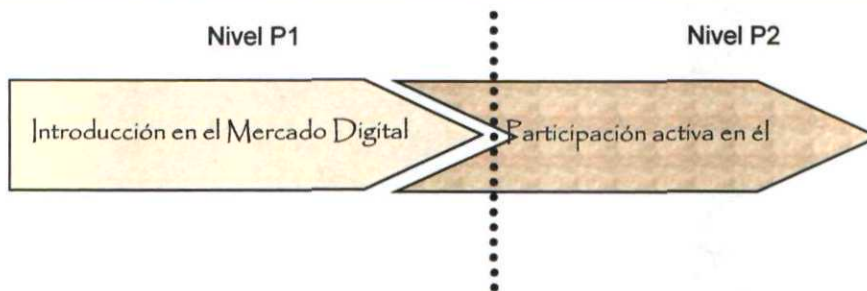 Nivel P1
Nivel P2
Introducción en el Mercado Digital
Participación activa en él